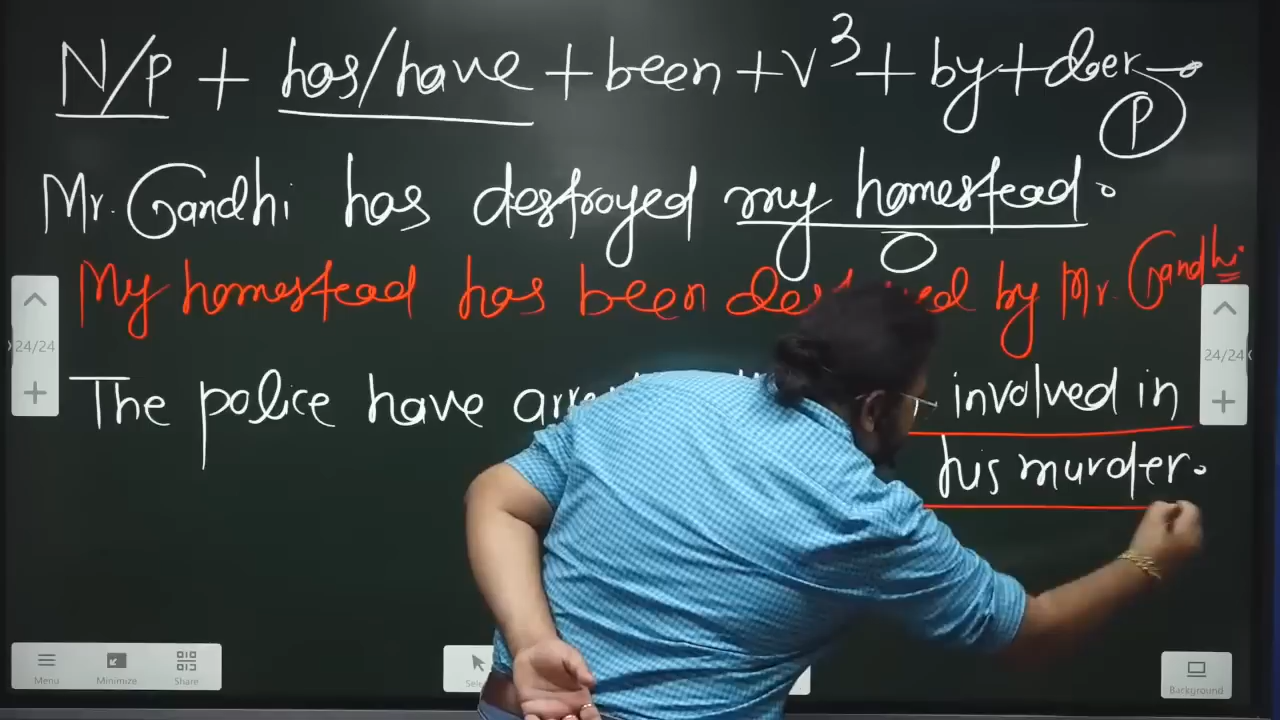 N/P + has/have + been + V³ + by + doer
P
Mr. Gandhi has destroyed my homestead.
O
My homestead has been by Mr. Gandhi.
24/24
24/24
The police have involved in
his murder.
Menu
Minimize
Share
Background